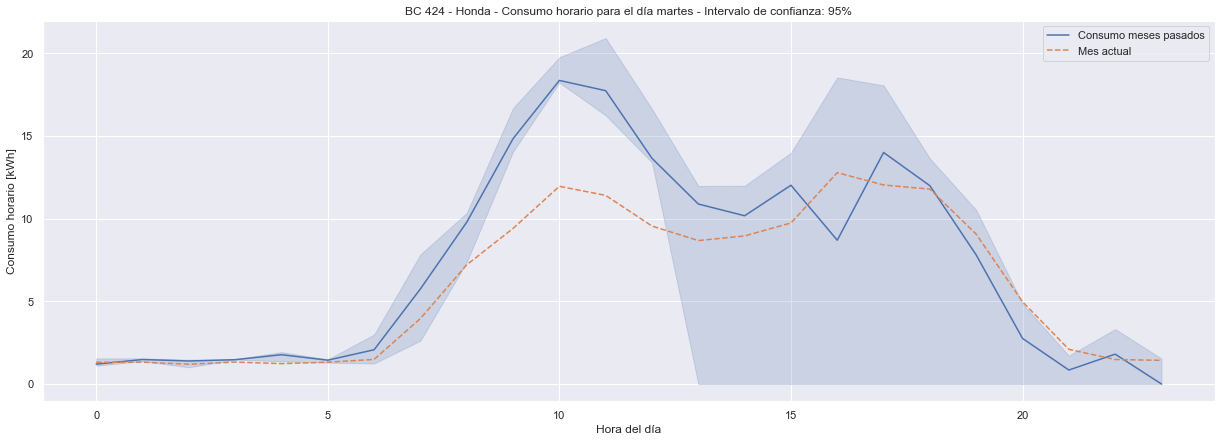 BC 424 - Honda - Consumo horario para el día martes - Intervalo de confianza: 95%
Consumo meses pasados
Mes actual
Consumo horario [kWh]
20
15
10
5
0
0
5
10
15
20
Hora del día